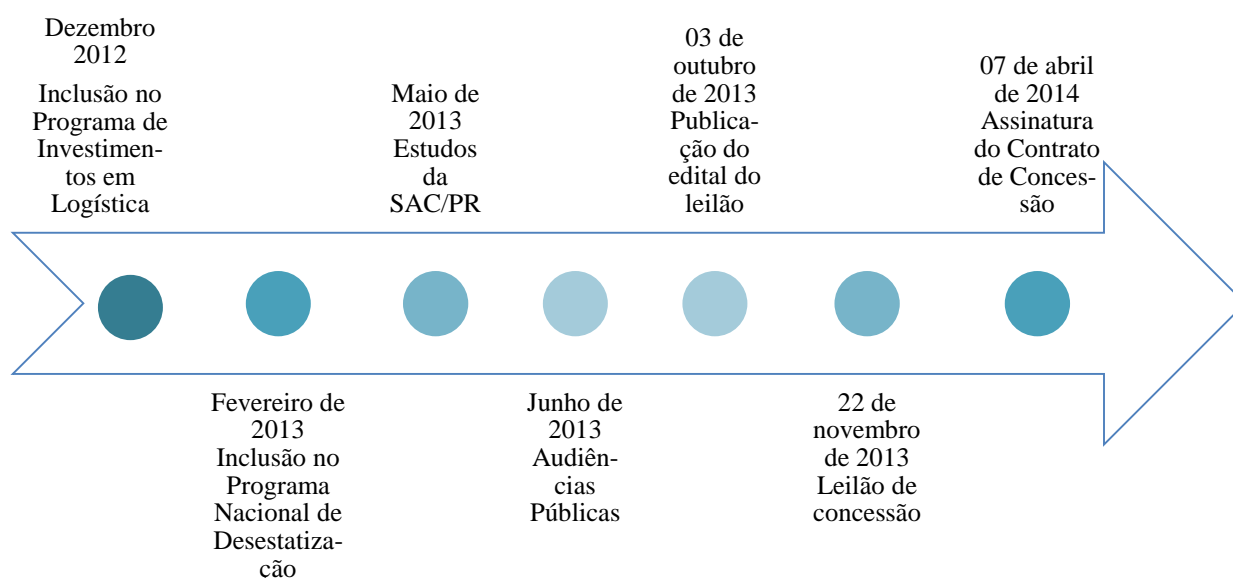 Dezembro
2012
Inclusão no
Programa de
Investimen-
tos em
Logística
Fevereiro de
2013
Inclusão no
Programa
Nacional de
Desestatiza-
ção
Maio de
2013
Estudos
da
SAC/PR
Junho de
2013
Audiên-
cias
Públicas
03 de
outubro
de 2013
Publica-
ção do
edital do
leilão
22 de
novembro
de 2013
Leilão de
concessão
07 de abril
de 2014
Assinatura
do Contrato
de Conces-
são